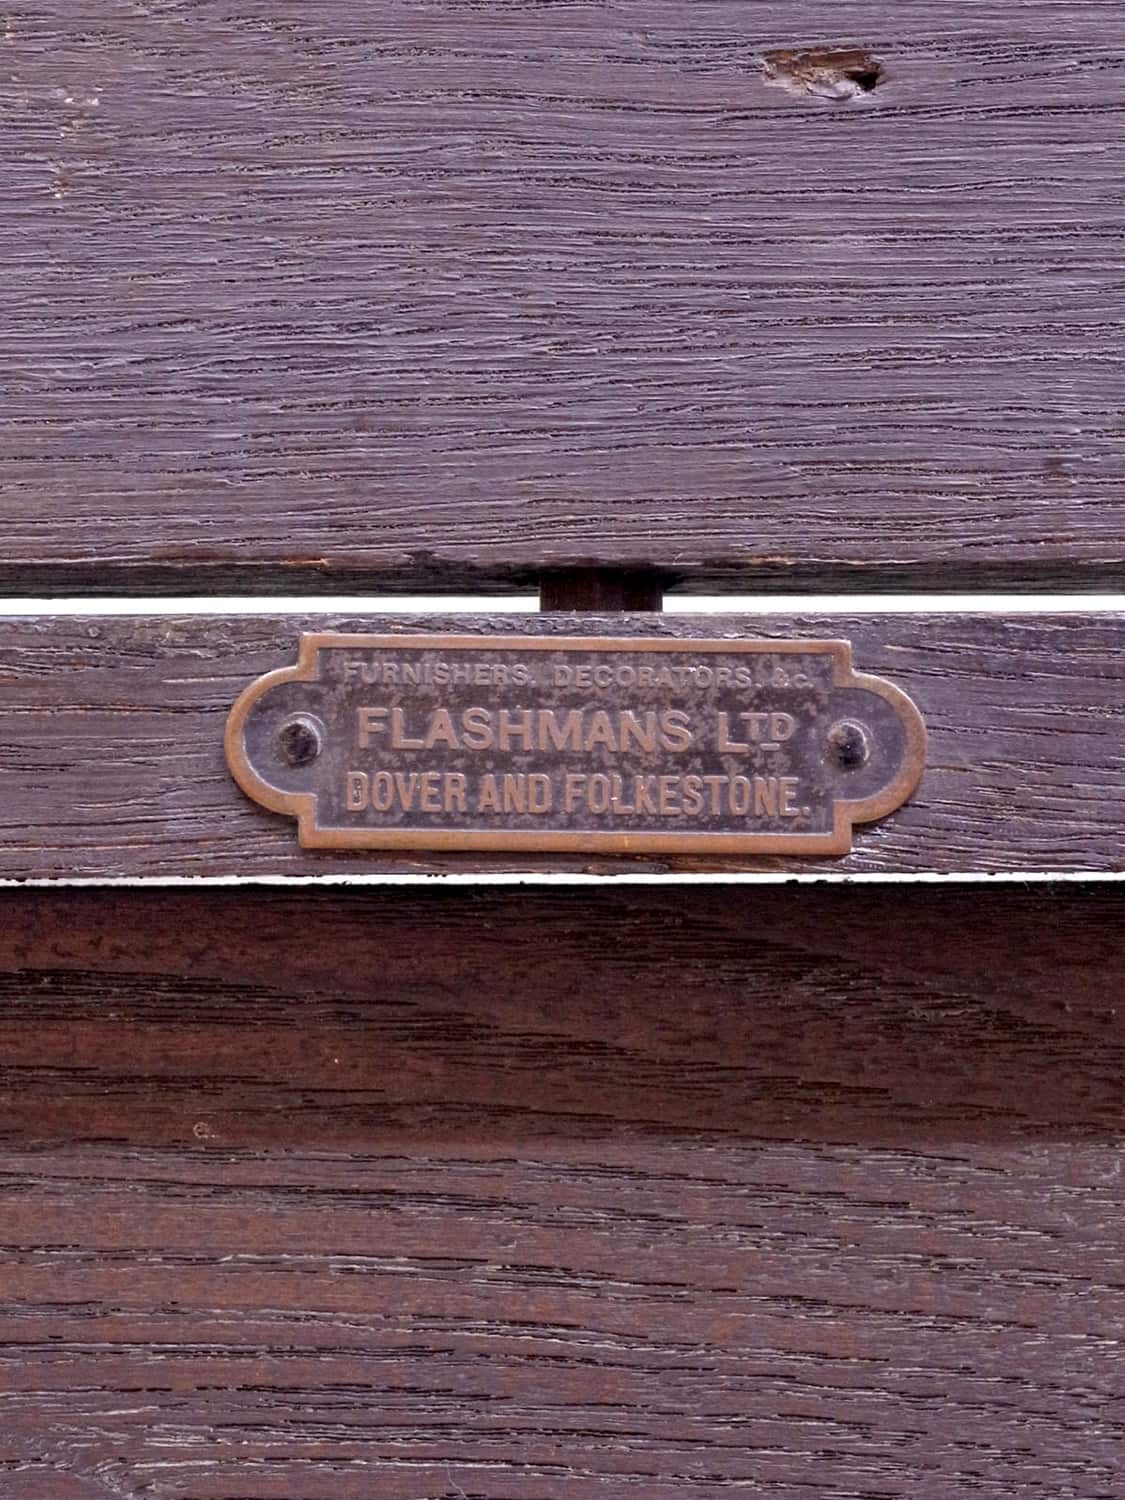 FURNISHERS, DECORATORS, &c.
FLASHMANS LTD
DOVER AND FOLKESTONE.